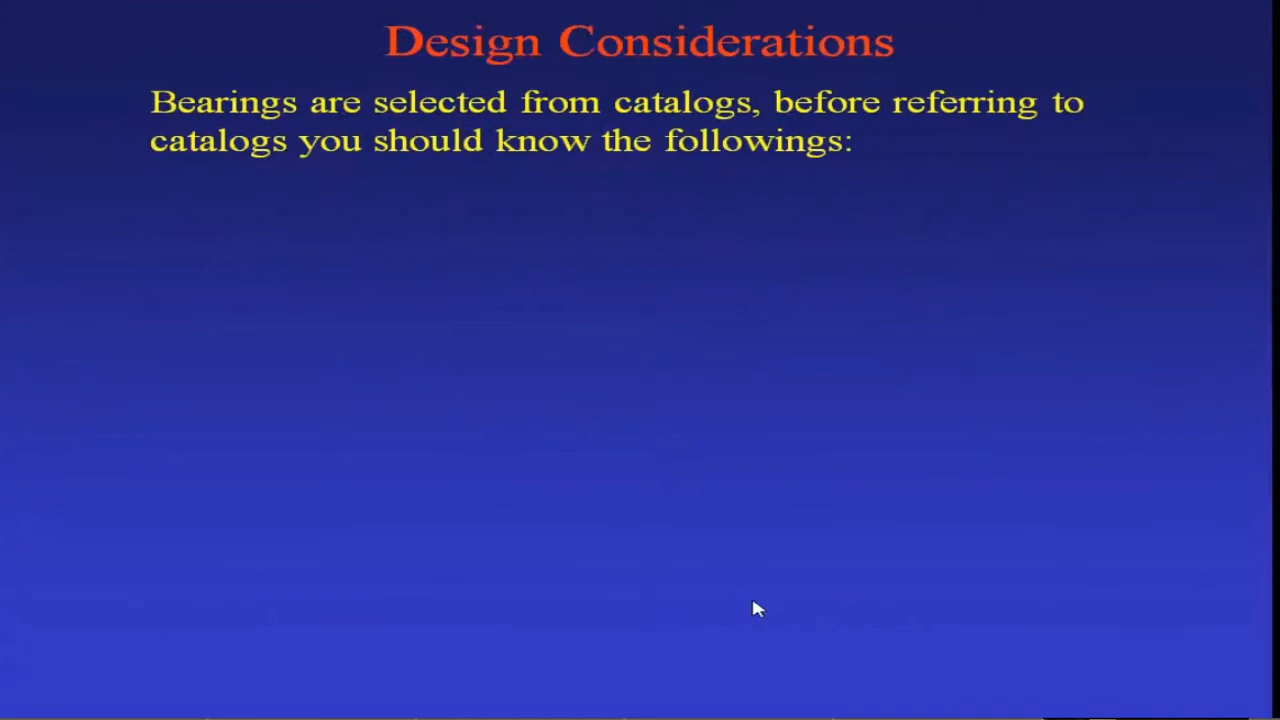 Design Considerations
Bearings are selected from catalogs, before referring to
catalogs you should know the followings: